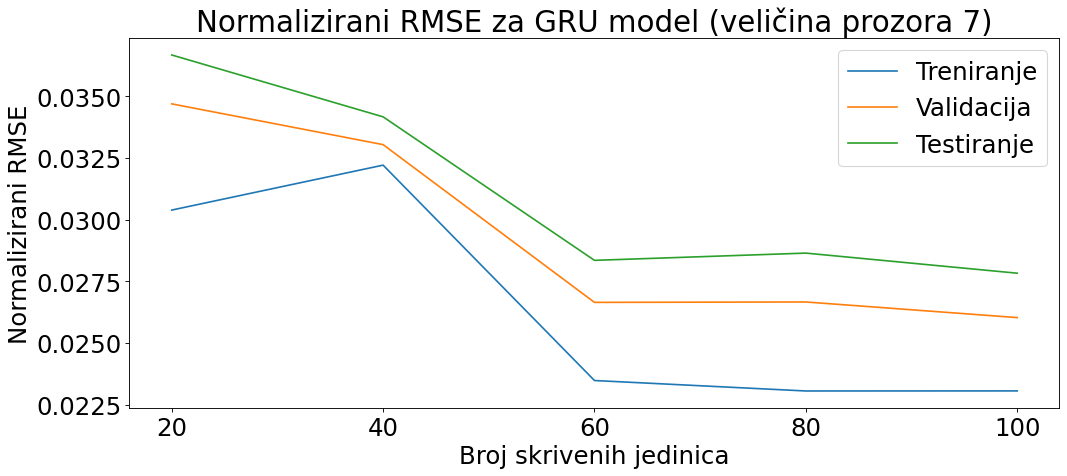 Normalizirani RMSE za GRU model (veličina prozora 7)
Treniranje
Validacija
Testiranje
Normalizirani RMSE
0.0350
0.0325
0.0300
0.0275
0.0250
0.0225
20 40 60 80 100
Broj skrivenih jedinica